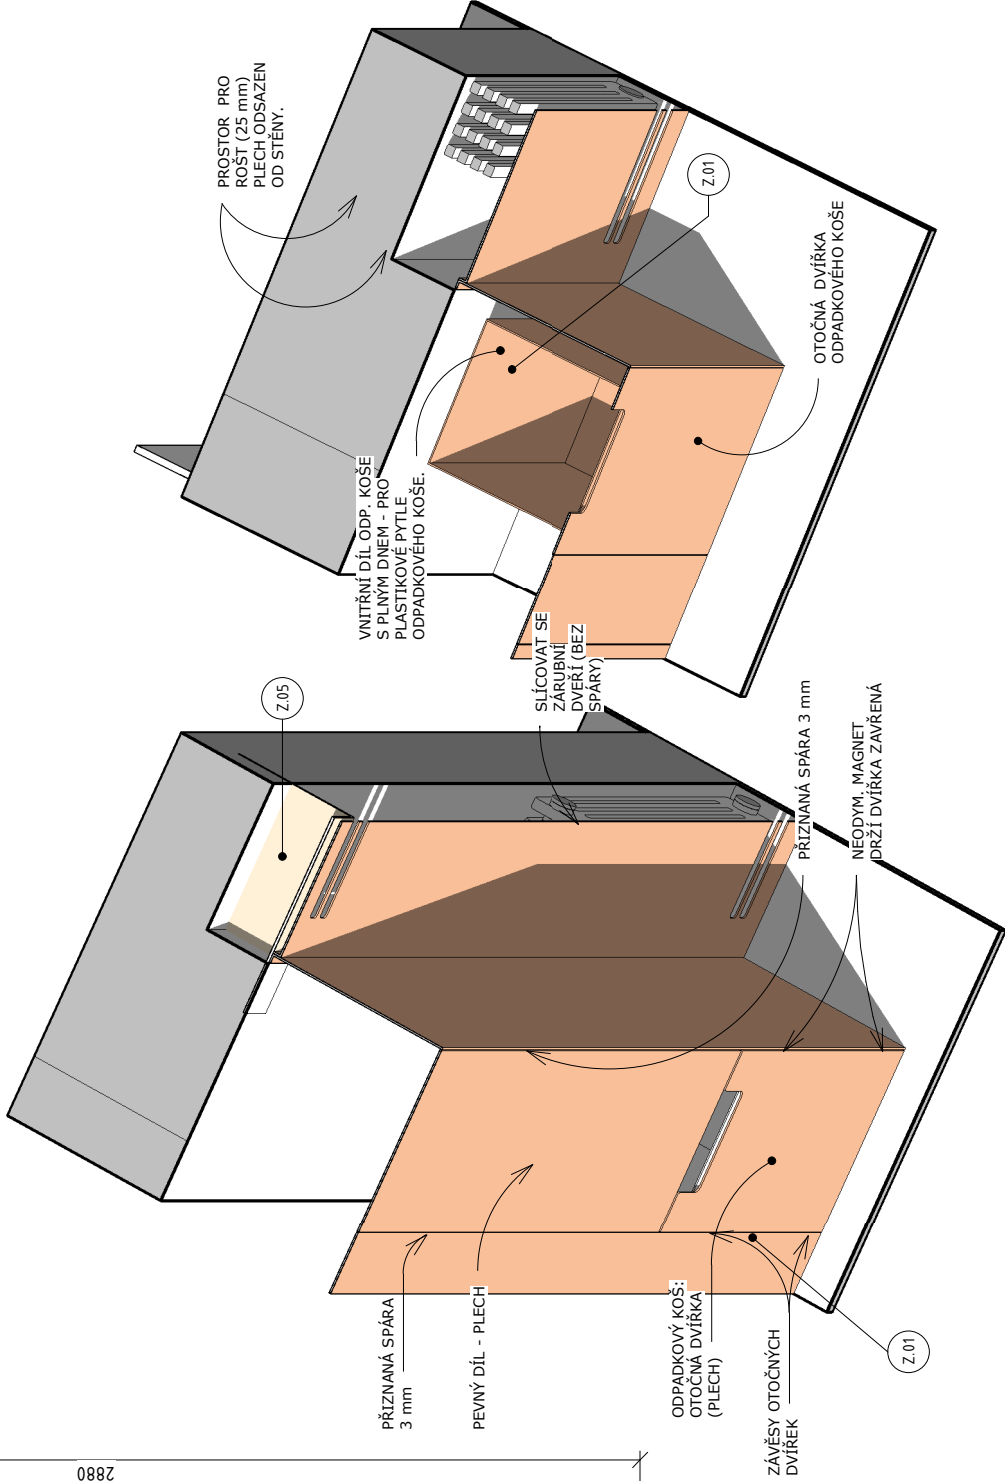 PROSTOR PRO
ROŠT (25 mm)
PLECH ODSAZEN
OD STĚNY.
Z.01
OTOČNÁ DVÍŘKA
ODPADKOVÉHO KOŠE
VNITŘNÍ DÍL ODP. KOŠE
S PLNÝM DNEM - PRO
PLASTIKOVÉ PYTLE
ODPADKOVÉHO KOŠE.
Z.05
SLÍCOVAT SE
ZÁRUBNÍ
DVEŘÍ (BEZ
SPÁRY)
PŘIZNANÁ SPÁRA 3 mm
NEODYM. MAGNET
DRŽÍ DVÍŘKA ZAVŘENÁ
PŘIZNANÁ SPÁRA
3 mm
PEVNÝ DÍL - PLECH
ODPADKOVÝ KOŠ:
OTOČNÁ DVÍŘKA
(PLECH)
ZÁVĚSY OTOČNÝCH
DVÍŘEK
Z.01
2880